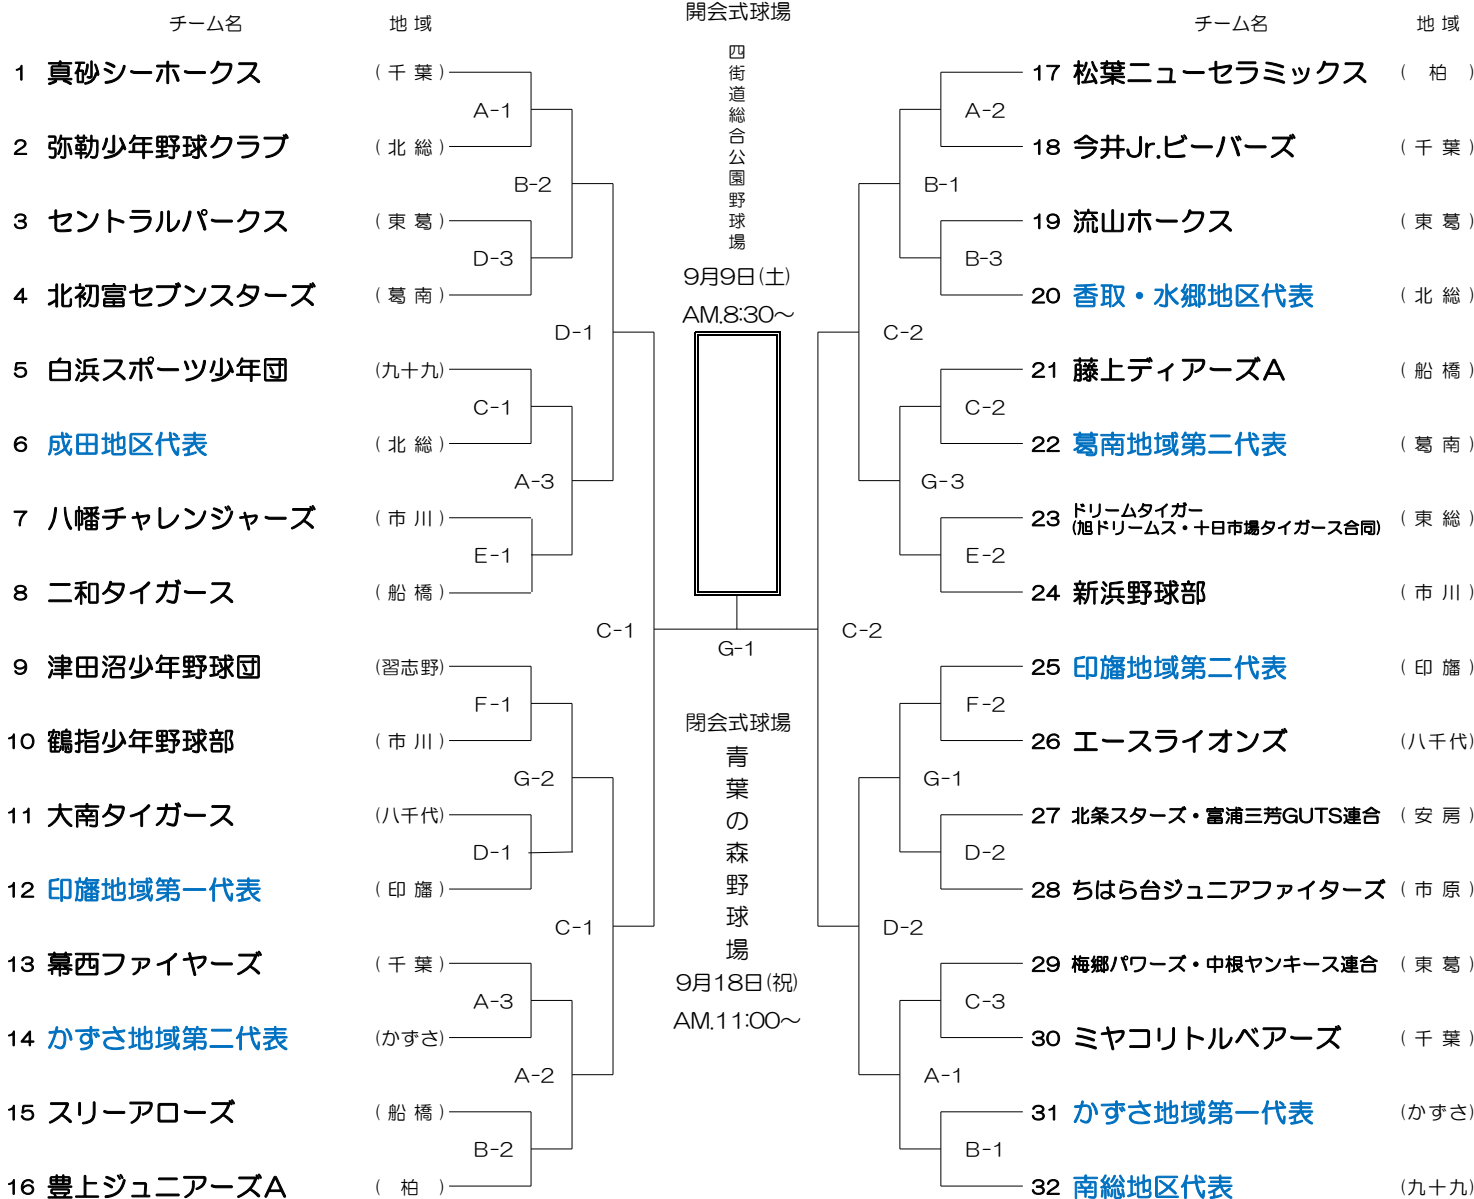 チーム名 地域
1 真砂シーホークス (千葉)
2 弥勒少年野球クラブ (北総)
3 セントラルパークス (東葛)
4 北初富セブンスターズ (葛南)
5 白浜スポーツ少年団 (九十九)
6 成田地区代表 (北総)
7 八幡チャレンジャーズ (市川)
8 二和タイガース (船橋)
9 津田沼少年野球団 (習志野)
10 鶴指少年野球部 (市川)
11 大南タイガース (八千代)
12 印旛地域第一代表 (印旛)
13 幕西ファイヤーズ (千葉)
14 かずさ地域第二代表 (かずさ)
15 スリーアローズ (船橋)
16 豊上ジュニアーズA (柏)
A-1
B-2
D-3
D-1
C-1
A-3
E-1
C-1
F-1
G-2
D-1
C-1
A-3
A-2
B-2
開会式球場
四街道総合公園野球場
9月9日(土)
AM.8:30～
G-1
閉会式球場
青葉の森野球場
9月18日(祝)
AM.11:00～
A-2
B-1
B-3
C-2
C-2
G-3
E-2
C-2
F-2
G-1
D-2
D-2
C-3
A-1
B-1
チーム名 地域
17 松葉ニューセラミックス (柏)
18 今井Jr.ビーバーズ (千葉)
19 流山ホークス (東葛)
20 香取・水郷地区代表 (北総)
21 藤上ディアーズA (船橋)
22 葛南地域第二代表 (葛南)
23 ドリームタイガー
(旭ドリームス・十日市場タイガース合同) (東総)
24 新浜野球部 (市川)
25 印旛地域第二代表 (印旛)
26 エースライオンズ (八千代)
27 北条スターズ・富浦三芳GUTS連合 (安房)
28 ちはら台ジュニアファイターズ (市原)
29 梅郷パワーズ・中根ヤンキース連合 (東葛)
30 ミヤコリトルベアーズ (千葉)
31 かずさ地域第一代表 (かずさ)
32 南総地区代表 (九十九)